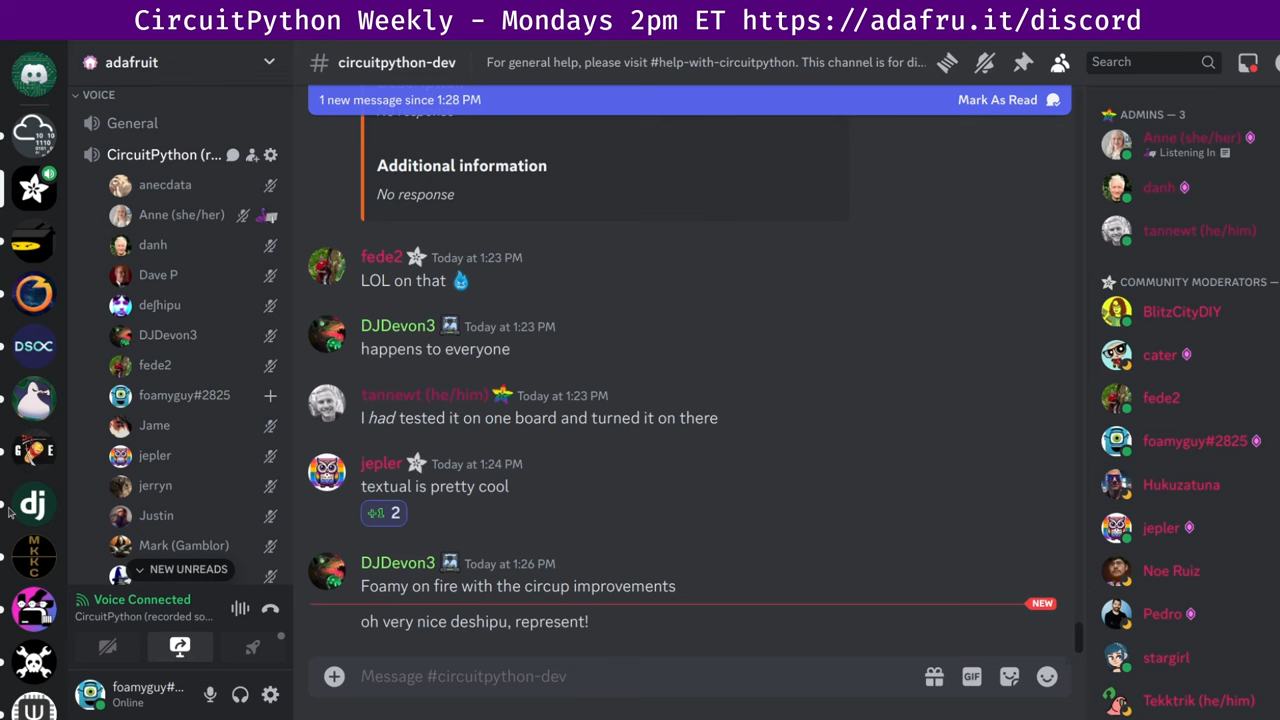 CircuitPython Weekly - Mondays 2pm ET https://adafru.it/discord
adafruit
VOICE
General
CircuitPython (r...
anecdata
Anne (she/her)
danh
Dave P
deʃhipu
DJDevon3
fede2
foamyguy#2825
Jame
jepler
jerryn
Justin
Mark (Gamblor)
NEW UNREADS
Voice Connected
CircuitPython (recorded so...
foamyguy#...
Online
DSOC
dj
MKKC
# circuitpython-dev
For general help, please visit #help-with-circuitpython. This channel is for di...
Search
1 new message since 1:28 PM
Mark As Read
Additional information
No response
fede2 Today at 1:23 PM
LOL on that
DJDevon3 Today at 1:23 PM
happens to everyone
tannewt (he/him) Today at 1:23 PM
I had tested it on one board and turned it on there
jepler Today at 1:24 PM
textual is pretty cool
+1 2
DJDevon3 Today at 1:26 PM
Foamy on fire with the circup improvements
NEW
oh very nice deshipu, represent!
Message #circuitpython-dev
GIF
ADMINS — 3
Anne (she/her)
Listening In
danh
tannewt (he/him)
COMMUNITY MODERATORS —
BlitzCityDIY
cater
fede2
foamyguy#2825
Hukuzatuna
jepler
Noe Ruiz
Pedro
stargirl
Tekktrik (he/him)